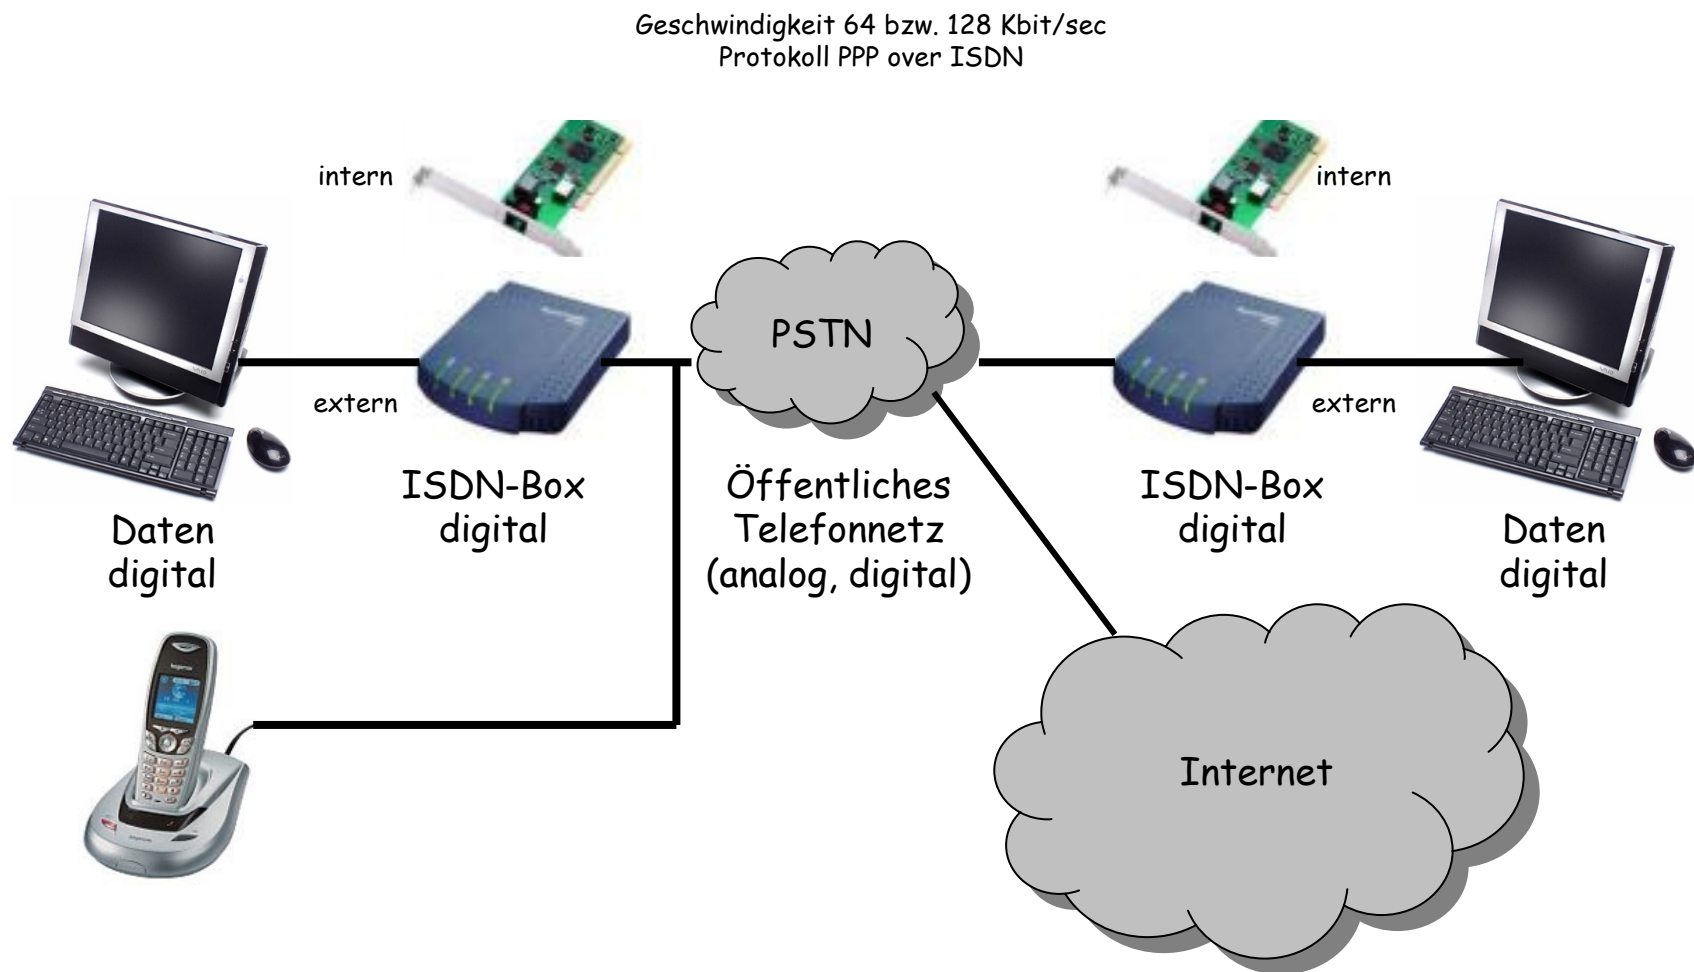 Geschwindigkeit 64 bzw. 128 Kbit/sec
Protokoll PPP over ISDN
intern
intern
PSTN
extern
extern
ISDN-Box
digital
Öffentliches
Telefonnetz
(analog, digital)
ISDN-Box
digital
Daten
digital
Daten
digital
Internet